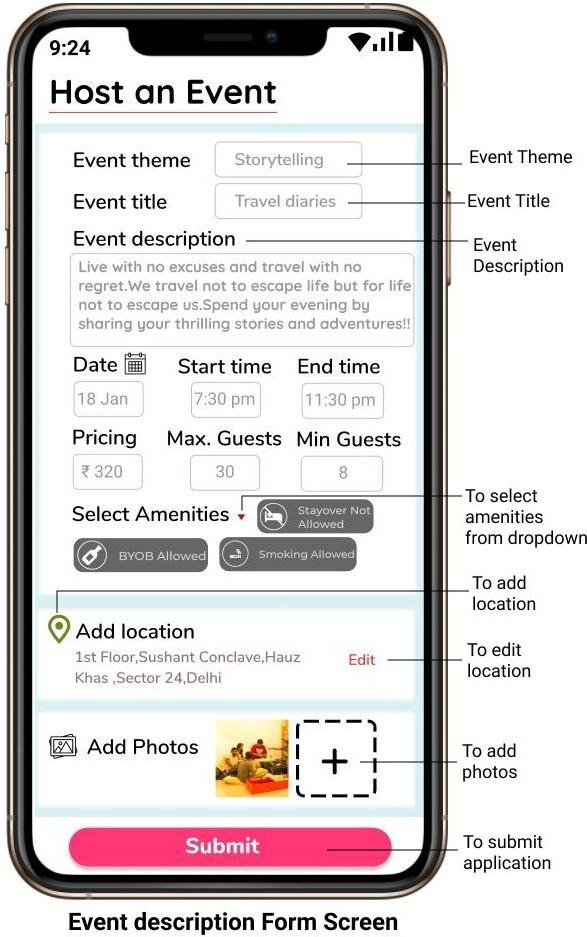 9:24
Host an Event
Event theme
Storytelling
Event Theme
Event title
Travel diaries
Event Title
Event description
Event
Description
Live with no excuses and travel with no
regret.We travel not to escape life but for life
not to escape us.Spend your evening by
sharing your thrilling stories and adventures!!
Date
Start time
End time
18 Jan
7:30 pm
11:30 pm
Pricing
Max. Guests
Min Guests
₹ 320
30
8
Select Amenities
Stayover Not
Allowed
To select
amenities
from dropdown
BYOB Allowed
Smoking Allowed
To add
location
Add location
1st Floor,Sushant Conclave,Hauz
Khas ,Sector 24,Delhi
Edit
To edit
location
Add Photos
+
To add
photos
Submit
To submit
application
Event description Form Screen